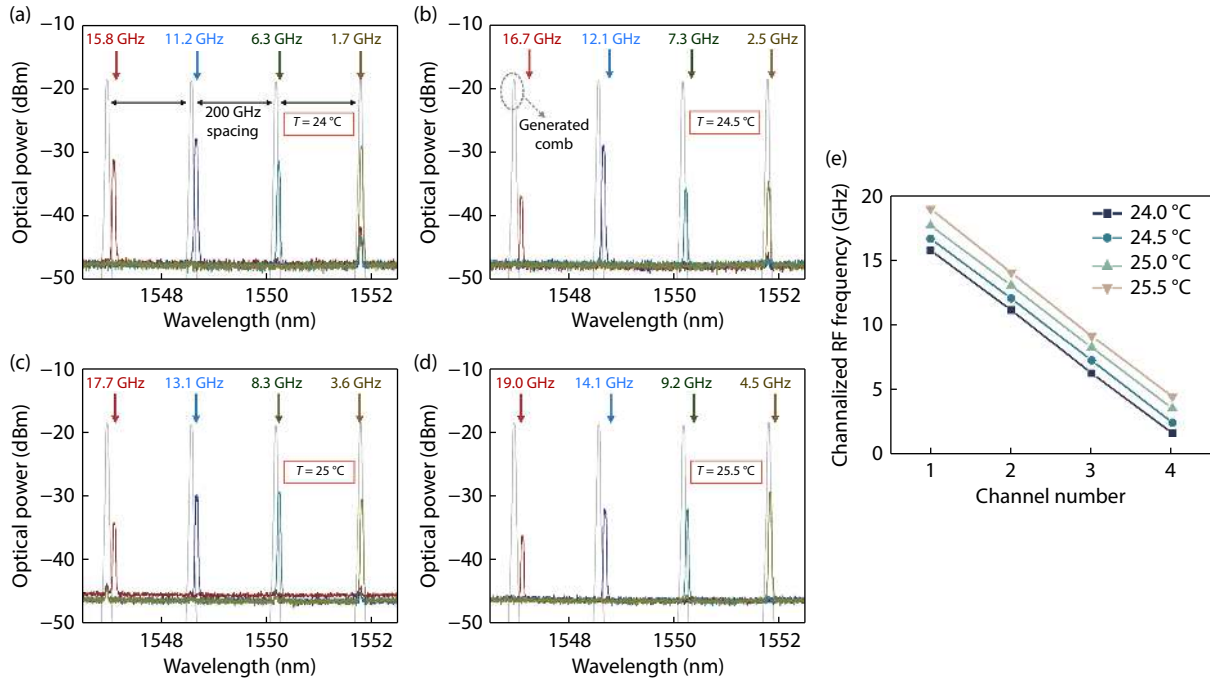 (a)
15.8 GHz 11.2 GHz 6.3 GHz 1.7 GHz
200 GHz
spacing
T = 24 °C
−10
−20
−30
−40
−50
Optical power (dBm)
1548 1550 1552
Wavelength (nm)
(b)
16.7 GHz 12.1 GHz 7.3 GHz 2.5 GHz
Generated
comb
T = 24.5 °C
−10
−20
−30
−40
−50
Optical power (dBm)
1548 1550 1552
Wavelength (nm)
(c)
17.7 GHz 13.1 GHz 8.3 GHz 3.6 GHz
T = 25 °C
−10
−20
−30
−40
−50
Optical power (dBm)
1548 1550 1552
Wavelength (nm)
(d)
19.0 GHz 14.1 GHz 9.2 GHz 4.5 GHz
T = 25.5 °C
−10
−20
−30
−40
−50
Optical power (dBm)
1548 1550 1552
Wavelength (nm)
(e)
20
15
10
5
0
Channalized RF frequency (GHz)
24.0 °C
24.5 °C
25.0 °C
25.5 °C
1 2 3 4
Channel number